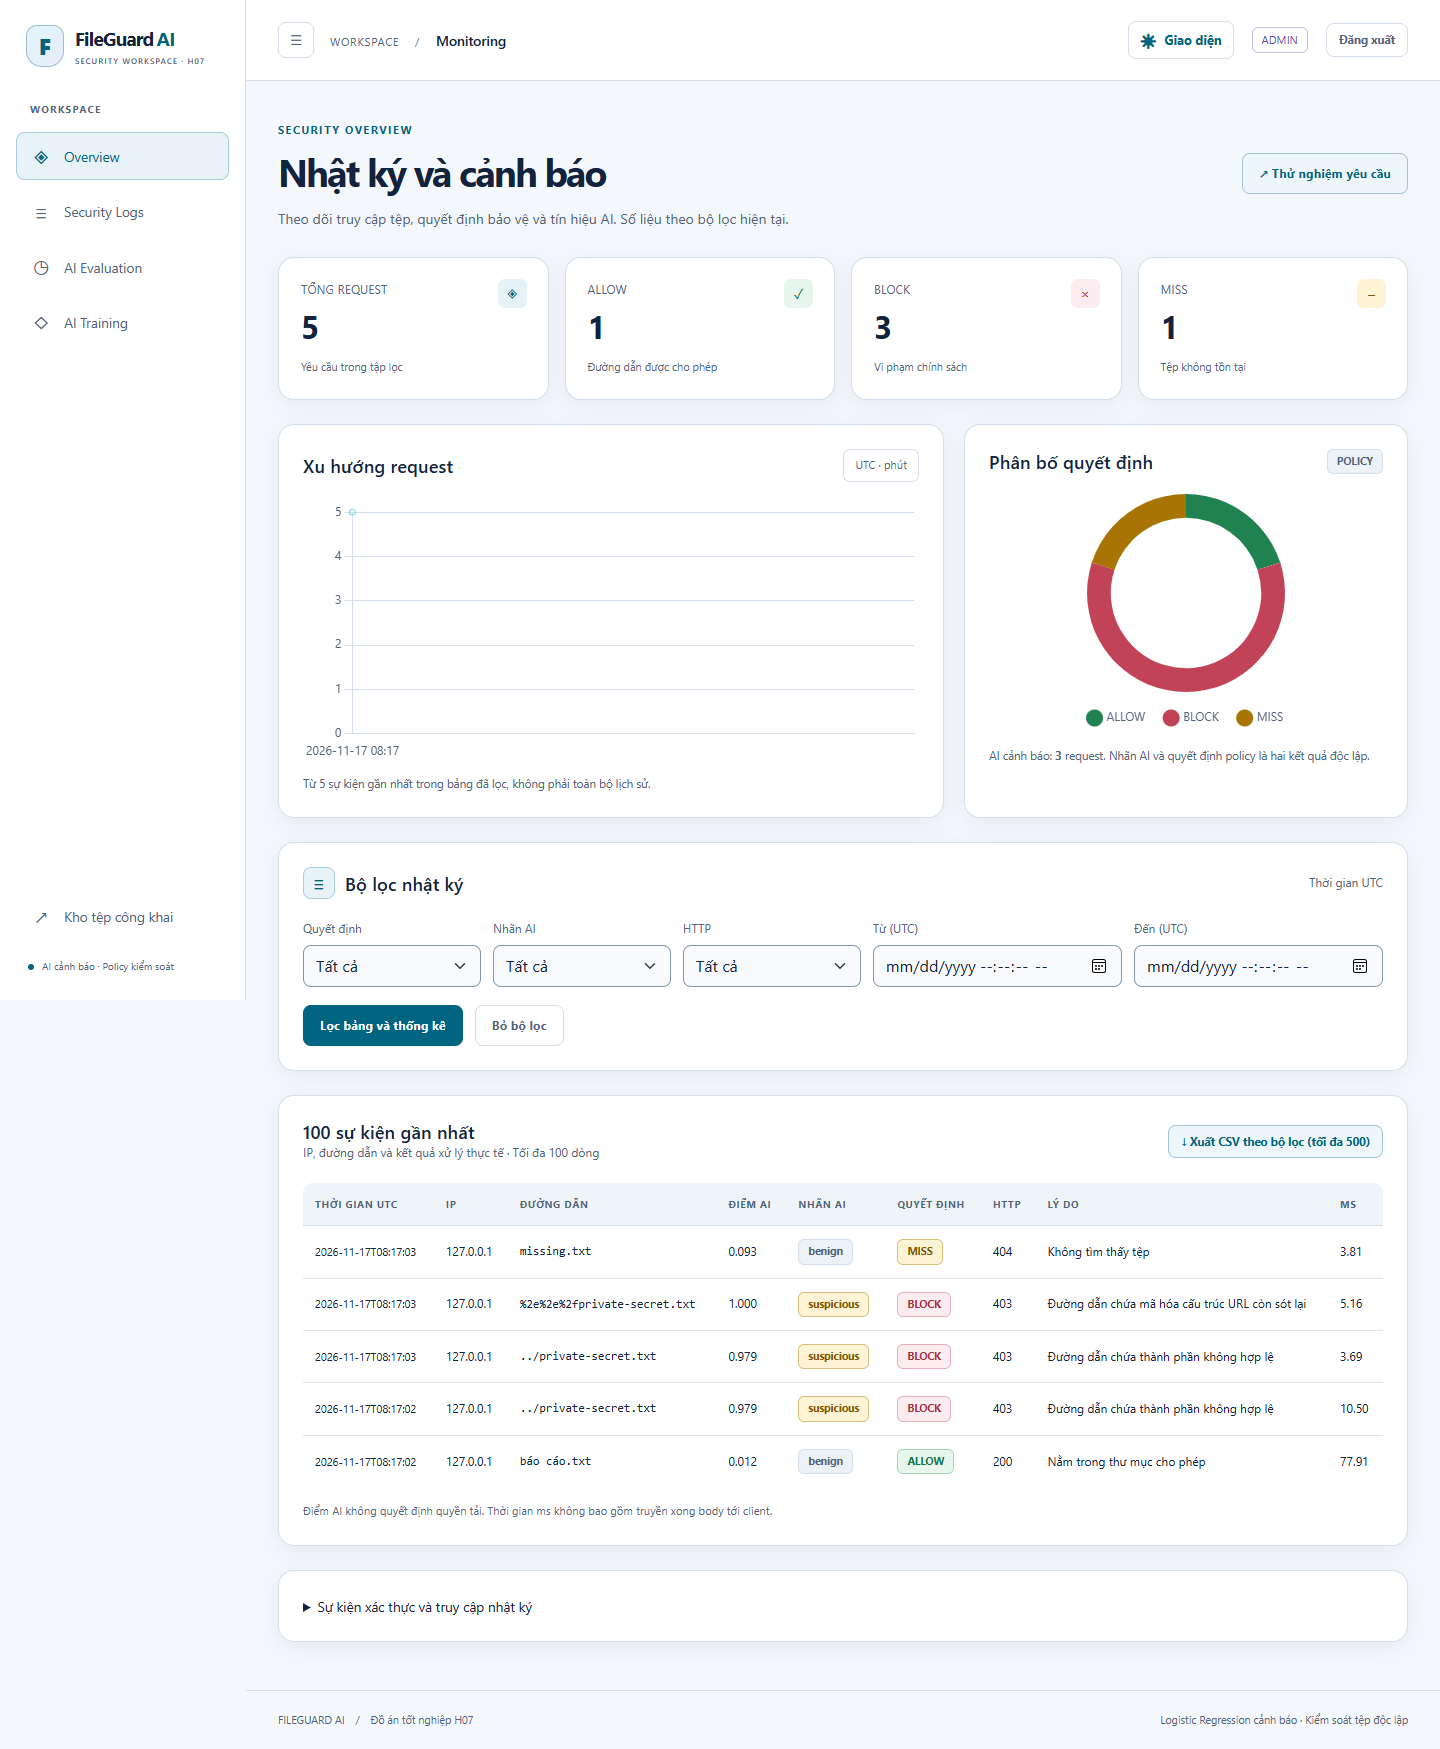 F
FileGuard AI
SECURITY WORKSPACE · H07
WORKSPACE
Overview
Security Logs
AI Evaluation
AI Training
Kho tệp công khai
AI cảnh báo · Policy kiểm soát
WORKSPACE / Monitoring
Giao diện
ADMIN
Đăng xuất
SECURITY OVERVIEW
Nhật ký và cảnh báo
↗ Thử nghiệm yêu cầu
Theo dõi truy cập tệp, quyết định bảo vệ và tín hiệu AI. Số liệu theo bộ lọc hiện tại.
TỔNG REQUEST
5
Yêu cầu trong tập lọc
ALLOW
1
Đường dẫn được cho phép
BLOCK
3
Vi phạm chính sách
MISS
1
Tệp không tồn tại
Xu hướng request
UTC · phút
5
4
3
2
1
0
2026-11-17 08:17
Từ 5 sự kiện gần nhất trong bảng đã lọc, không phải toàn bộ lịch sử.
Phân bố quyết định
POLICY
ALLOW BLOCK MISS
AI cảnh báo: 3 request. Nhãn AI và quyết định policy là hai kết quả độc lập.
Bộ lọc nhật ký
Thời gian UTC
Quyết định Nhãn AI HTTP Từ (UTC) Đến (UTC)
Tất cả Tất cả Tất cả mm/dd/yyyy --:--:-- -- mm/dd/yyyy --:--:-- --
Lọc bảng và thống kê
Bỏ bộ lọc
100 sự kiện gần nhất
IP, đường dẫn và kết quả xử lý thực tế · Tối đa 100 dòng
↓ Xuất CSV theo bộ lọc (tối đa 500)
THỜI GIAN UTC IP ĐƯỜNG DẪN ĐIỂM AI NHÃN AI QUYẾT ĐỊNH HTTP LÝ DO MS
2026-11-17T08:17:03 127.0.0.1 missing.txt 0.093 benign MISS 404 Không tìm thấy tệp 3.81
2026-11-17T08:17:03 127.0.0.1 %2e%2e%2fprivate-secret.txt 1.000 suspicious BLOCK 403 Đường dẫn chứa mã hóa cấu trúc URL còn sót lại 5.16
2026-11-17T08:17:03 127.0.0.1 ../private-secret.txt 0.979 suspicious BLOCK 403 Đường dẫn chứa thành phần không hợp lệ 3.69
2026-11-17T08:17:02 127.0.0.1 ../private-secret.txt 0.979 suspicious BLOCK 403 Đường dẫn chứa thành phần không hợp lệ 10.50
2026-11-17T08:17:02 127.0.0.1 báo cáo.txt 0.012 benign ALLOW 200 Nằm trong thư mục cho phép 77.91
Điểm AI không quyết định quyền tải. Thời gian ms không bao gồm truyền xong body tới client.
▶ Sự kiện xác thực và truy cập nhật ký
FILEGUARD AI / Đồ án tốt nghiệp H07
Logistic Regression cảnh báo · Kiểm soát tệp độc lập